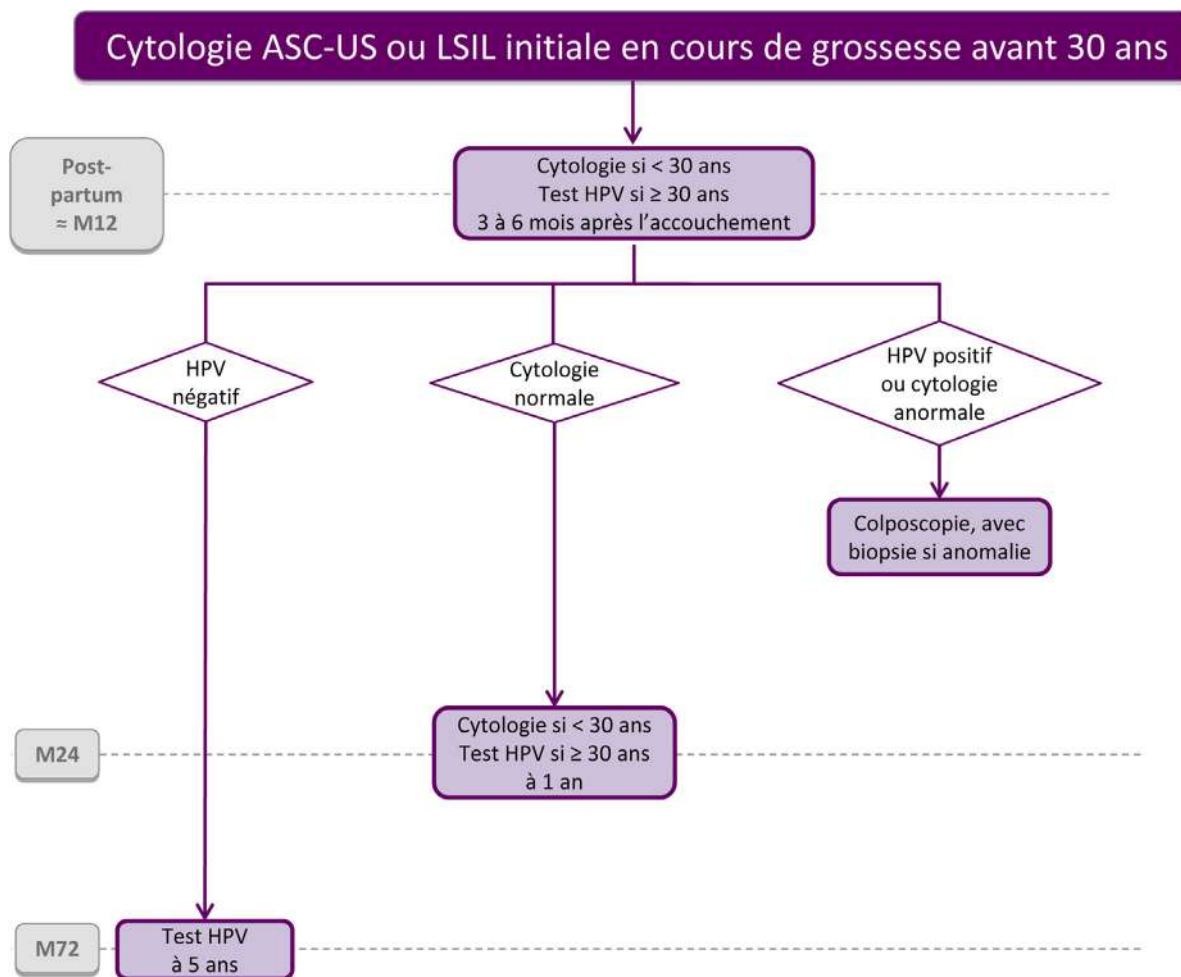 Cytologie ASC-US ou LSIL initiale en cours de grossesse avant 30 ans
Post-
partum
≈ M12
Cytologie si < 30 ans
Test HPV si ≥ 30 ans
3 à 6 mois après l’accouchement
HPV
négatif
Cytologie
normale
HPV positif
ou cytologie
anormale
Colposcopie, avec
biopsie si anomalie
M24
Cytologie si < 30 ans
Test HPV si ≥ 30 ans
à 1 an
M72
Test HPV
à 5 ans